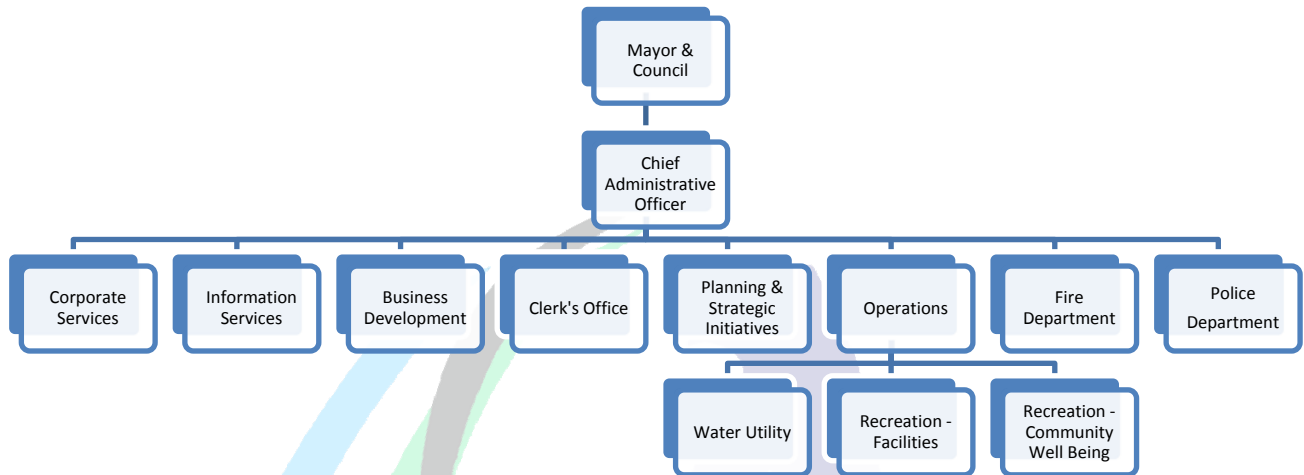 Mayor &
Council
Chief
Administrative
Officer
Corporate
Services
Information
Services
Business
Development
Clerk's Office
Planning &
Strategic
Initiatives
Operations
Fire
Department
Police
Department
Water Utility
Recreation -
Facilities
Recreation -
Community
Well Being